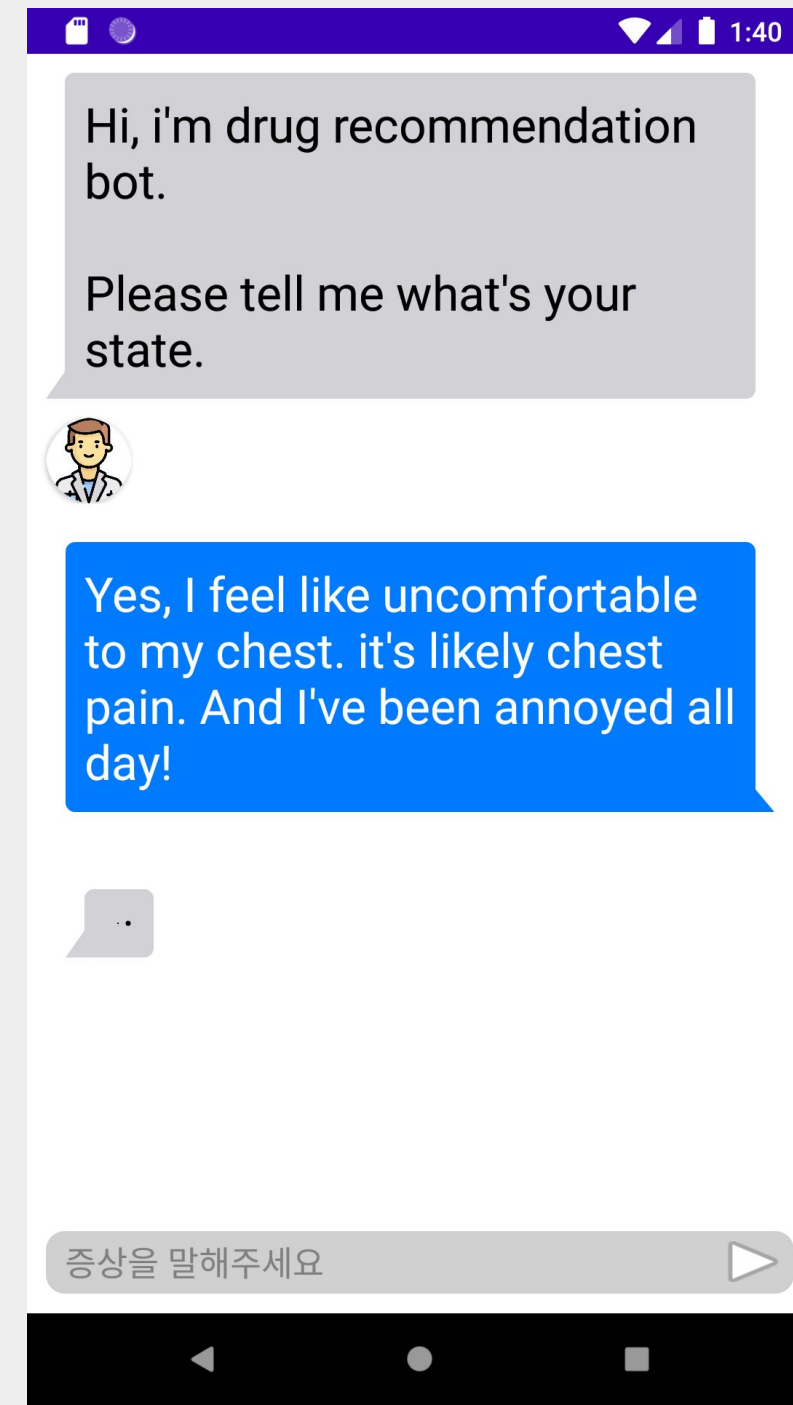 1:40
Hi, i'm drug recommendation
bot.
Please tell me what's your
state.
Yes, I feel like uncomfortable
to my chest. it's likely chest
pain. And I've been annoyed all
day!
증상을 말해주세요